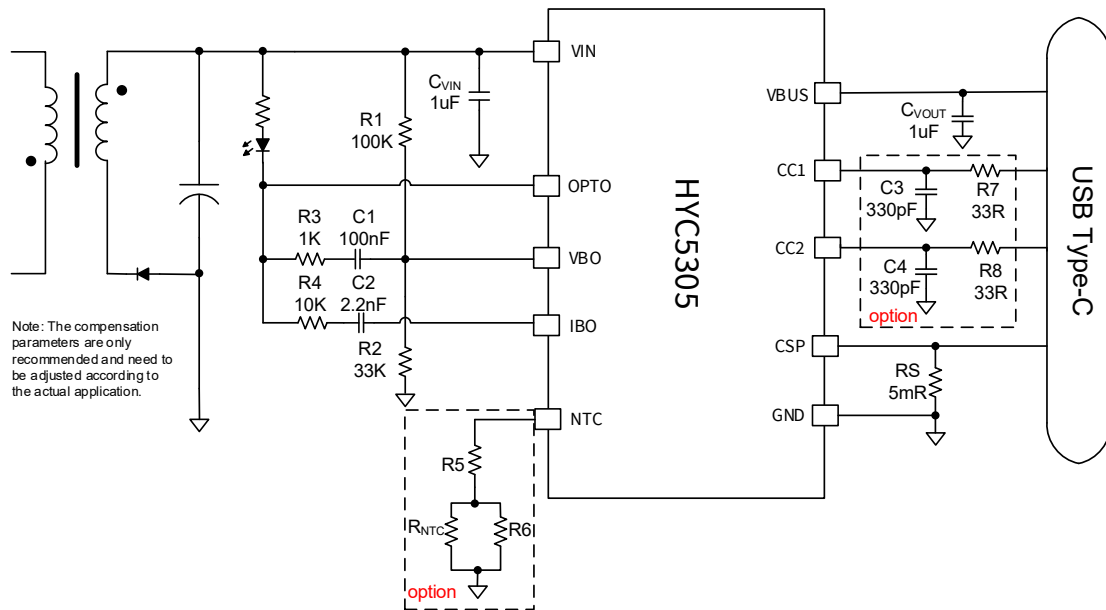 VIN
CVIN
1uF
R1
100K
VBUS
CVOUT
1uF
OPTO
CC1
C3
330pF
R7
33R
R3
1K
C1
100nF
VBO
HYC5305
CC2
C4
330pF
R8
33R
option
R4
10K
C2
2.2nF
IBO
R2
33K
CSP
RS
5mR
GND
USB Type-C
Note: The compensation
parameters are only
recommended and need to
be adjusted according to
the actual application.
NTC
R5
RNTC
R6
option